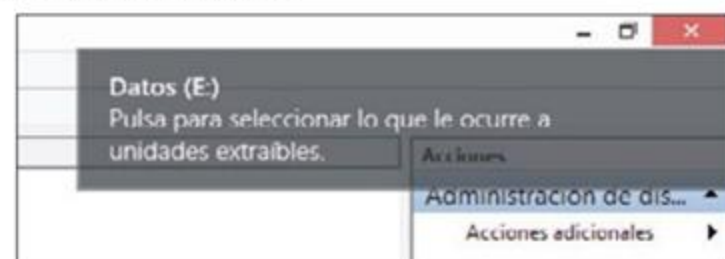 Datos (E:)
Pulsa para seleccionar lo que le ocurre a
unidades extraíbles.
Acciones
Administración de dis...
Acciones adicionales